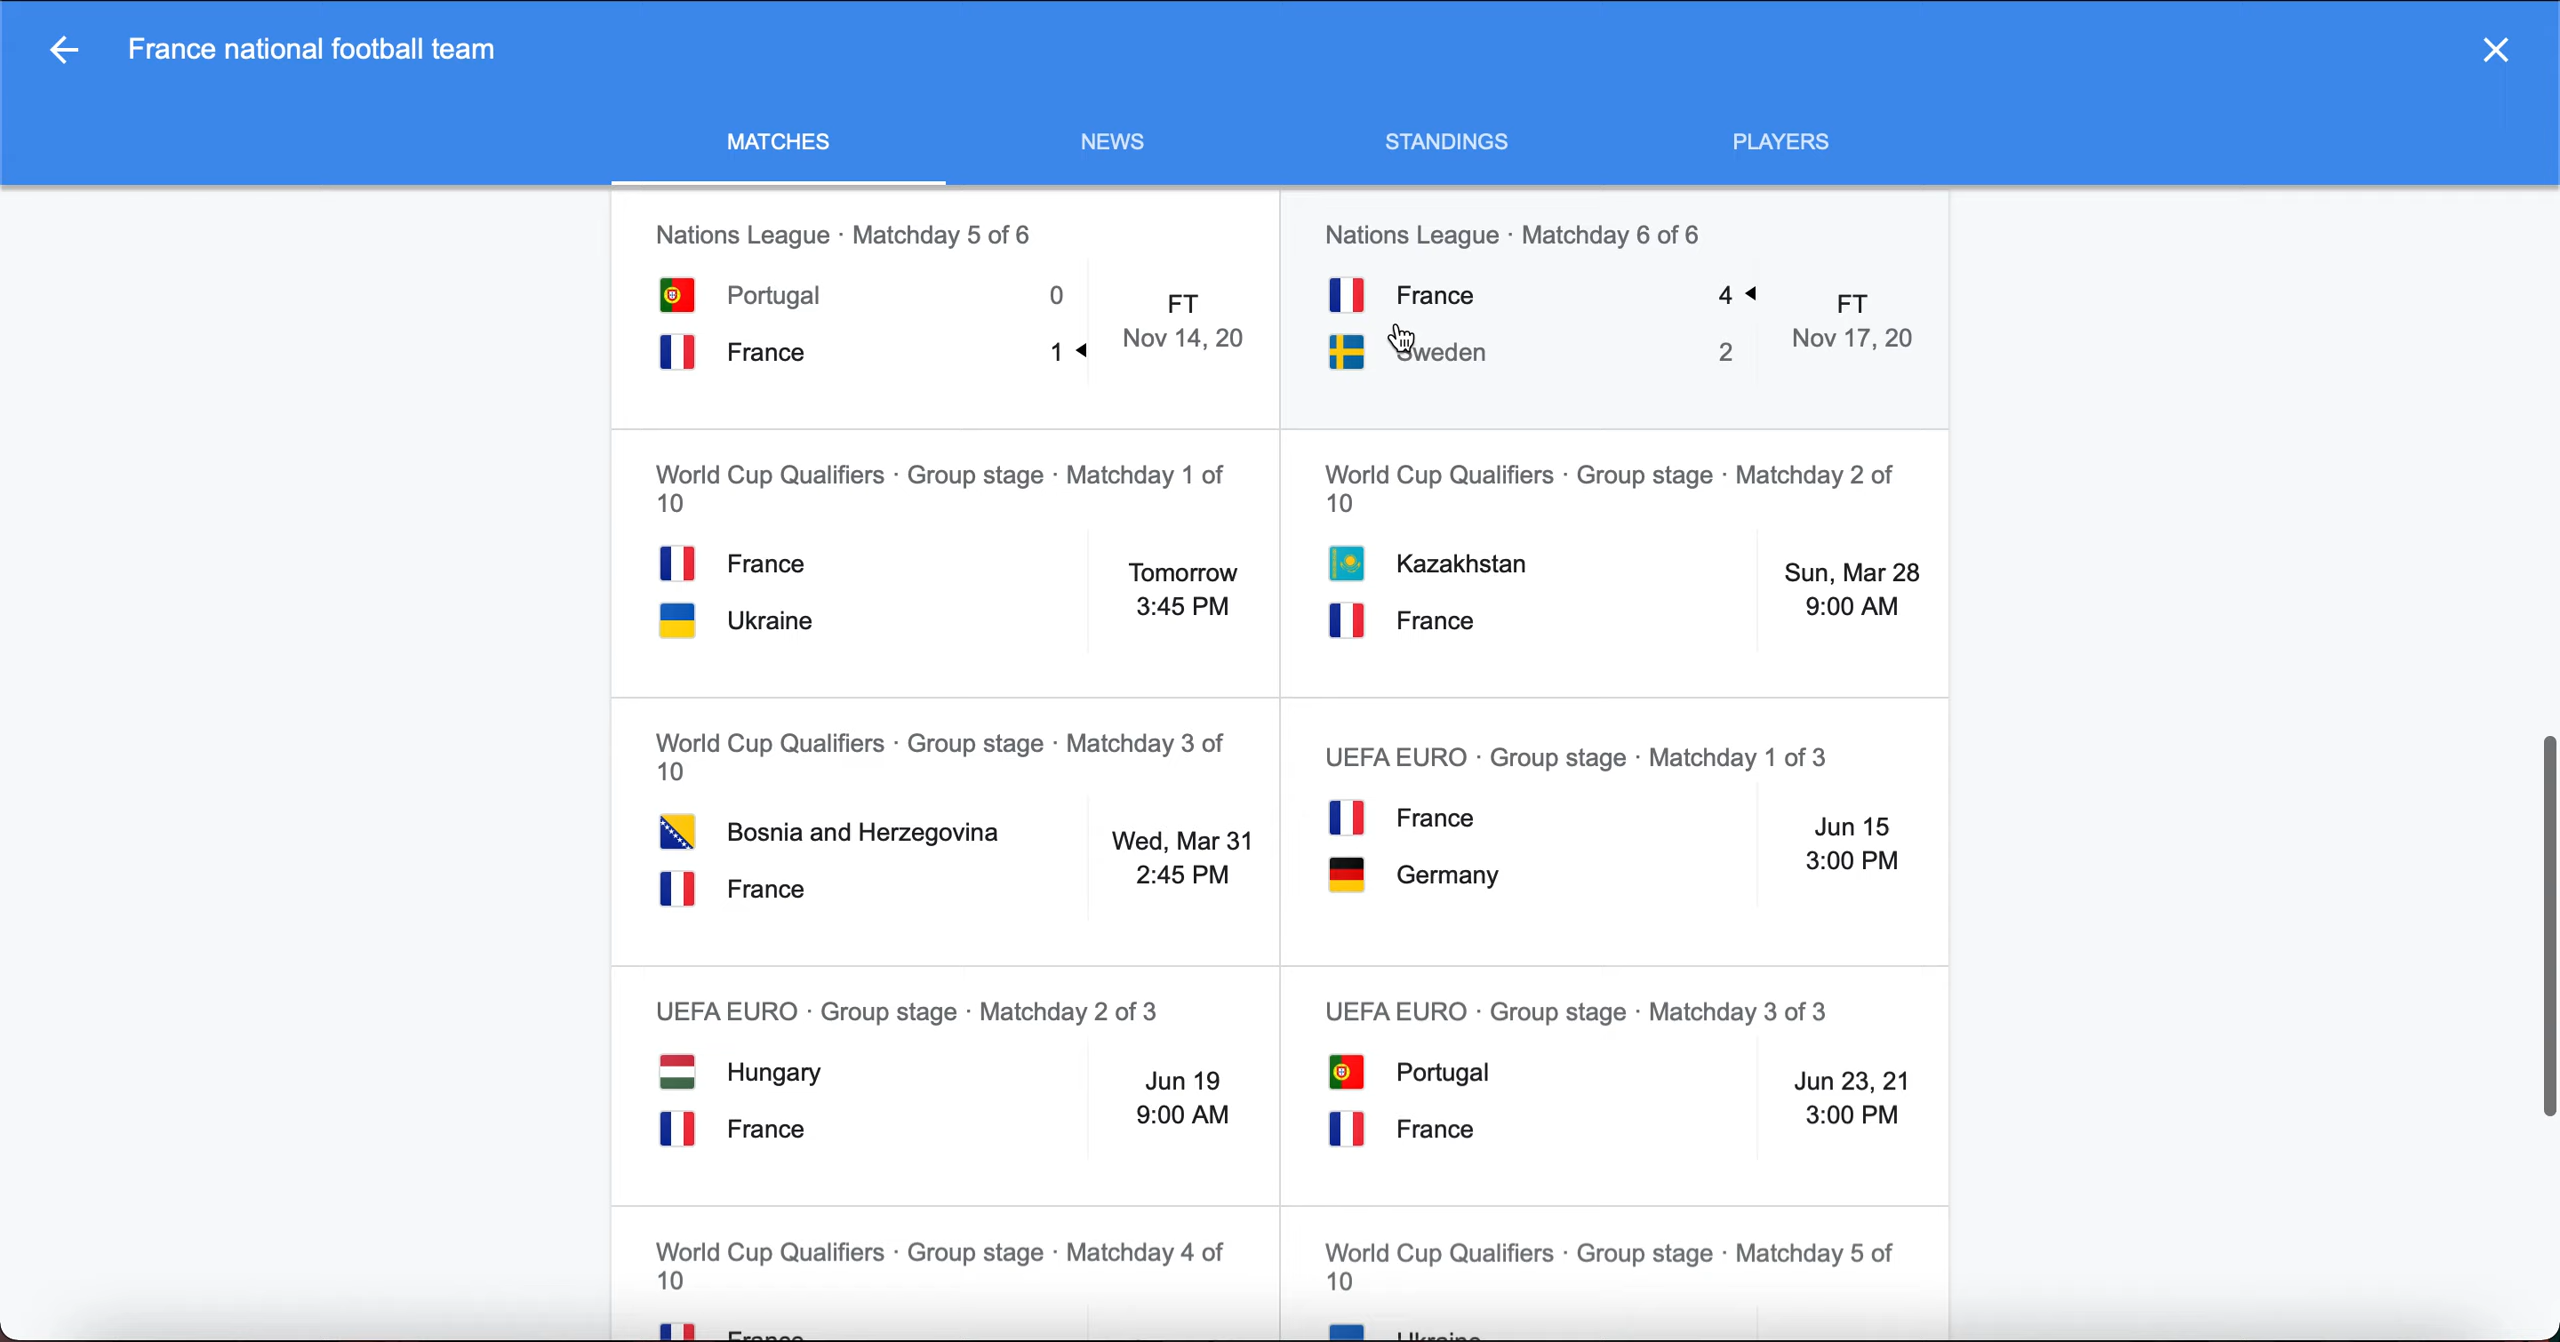 France national football team
MATCHES
NEWS
STANDINGS
PLAYERS
Nations League · Matchday 5 of 6
Portugal 0
France 1
FT
Nov 14, 20
Nations League · Matchday 6 of 6
France 4
Sweden 2
FT
Nov 17, 20
World Cup Qualifiers · Group stage · Matchday 1 of
10
France
Ukraine
Tomorrow
3:45 PM
World Cup Qualifiers · Group stage · Matchday 2 of
10
Kazakhstan
France
Sun, Mar 28
9:00 AM
World Cup Qualifiers · Group stage · Matchday 3 of
10
Bosnia and Herzegovina
France
Wed, Mar 31
2:45 PM
UEFA EURO · Group stage · Matchday 1 of 3
France
Germany
Jun 15
3:00 PM
UEFA EURO · Group stage · Matchday 2 of 3
Hungary
France
Jun 19
9:00 AM
UEFA EURO · Group stage · Matchday 3 of 3
Portugal
France
Jun 23, 21
3:00 PM
World Cup Qualifiers · Group stage · Matchday 4 of
10
France
World Cup Qualifiers · Group stage · Matchday 5 of
10
Ukraine